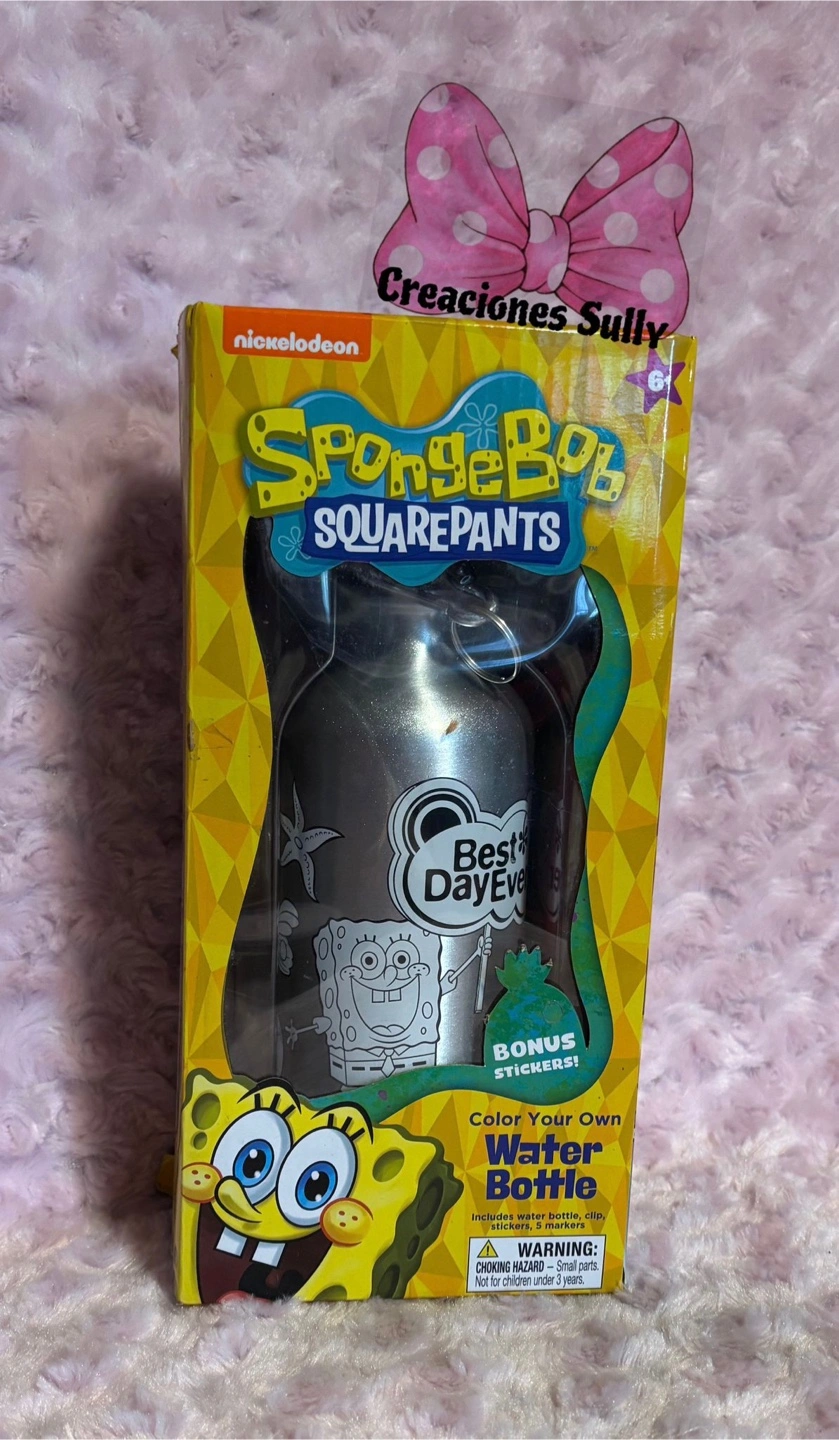 Creaciones Sully
nickelodeon
6+
SpongeBob
SQUAREPANTS
Best
Day Eve
BONUS
STICKERS!
Color Your Own
Water
Bottle
Includes water bottle, clip,
stickers, 5 markers
WARNING:
CHOKING HAZARD – Small parts.
Not for children under 3 years.